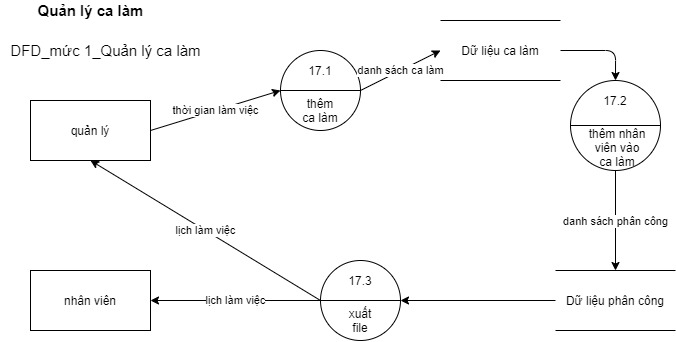 Quản lý ca làm
DFD_mức 1_Quản lý ca làm
17.1
thêm
ca làm
danh sách ca làm
Dữ liệu ca làm
17.2
thêm nhân
viên vào
ca làm
quản lý
thời gian làm việc
lịch làm việc
danh sách phân công
nhân viên
lịch làm việc
17.3
xuất
file
Dữ liệu phân công